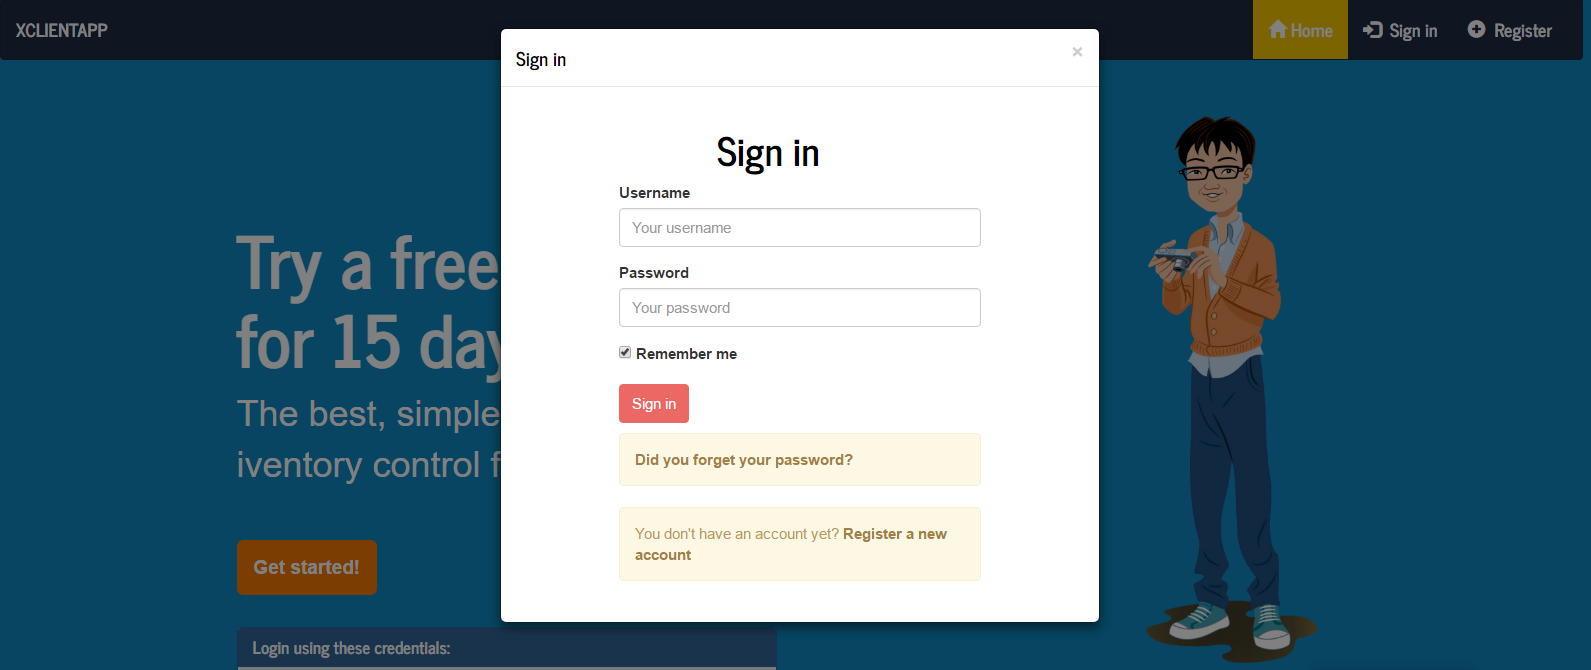 XCLIENTAPP
Home
Sign in
Register
Sign in
×
Sign in
Username
Your username
Password
Your password
Remember me
Sign in
Did you forget your password?
You don't have an account yet? Register a new
account
Try a free
for 15 day
The best, simple
iventory control f
Get started!
Login using these credentials: